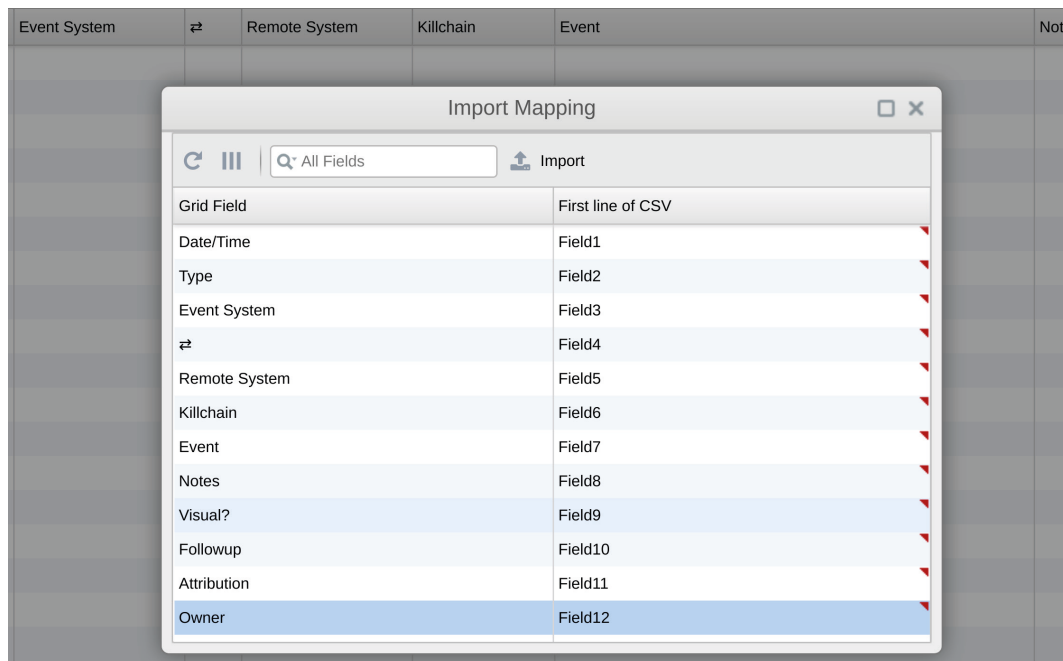 Event System ⇄ Remote System Killchain Event Not
Import Mapping
All Fields Import
Grid Field First line of CSV
Date/Time Field1
Type Field2
Event System Field3
⇄ Field4
Remote System Field5
Killchain Field6
Event Field7
Notes Field8
Visual? Field9
Followup Field10
Attribution Field11
Owner Field12